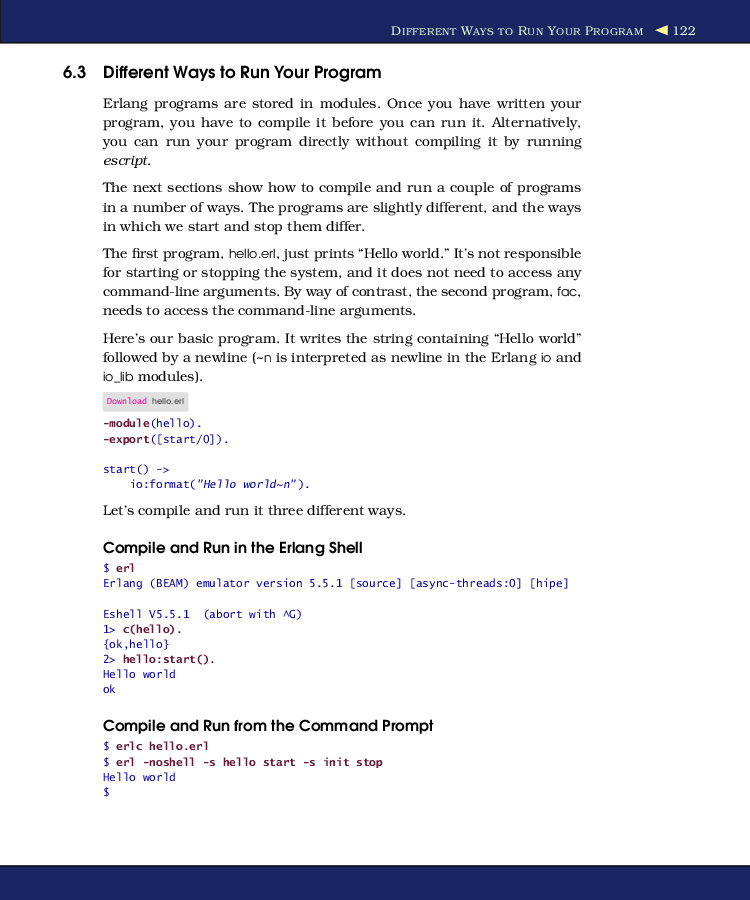 DIFFERENT WAYS TO RUN YOUR PROGRAM ◀ 122
6.3 Different Ways to Run Your Program
Erlang programs are stored in modules. Once you have written your
program, you have to compile it before you can run it. Alternatively,
you can run your program directly without compiling it by running
escript.
The next sections show how to compile and run a couple of programs
in a number of ways. The programs are slightly different, and the ways
in which we start and stop them differ.
The first program, hello.erl, just prints “Hello world.” It’s not responsible
for starting or stopping the system, and it does not need to access any
command-line arguments. By way of contrast, the second program, fac,
needs to access the command-line arguments.
Here’s our basic program. It writes the string containing “Hello world”
followed by a newline (~n is interpreted as newline in the Erlang io and
io_lib modules).
Download hello.erl
-module(hello).
-export([start/0]).
start() ->
    io:format("Hello world~n").
Let’s compile and run it three different ways.
Compile and Run in the Erlang Shell
$ erl
Erlang (BEAM) emulator version 5.5.1 [source] [async-threads:0] [hipe]
Eshell V5.5.1  (abort with ^G)
1> c(hello).
{ok,hello}
2> hello:start().
Hello world
ok
Compile and Run from the Command Prompt
$ erlc hello.erl
$ erl -noshell -s hello start -s init stop
Hello world
$